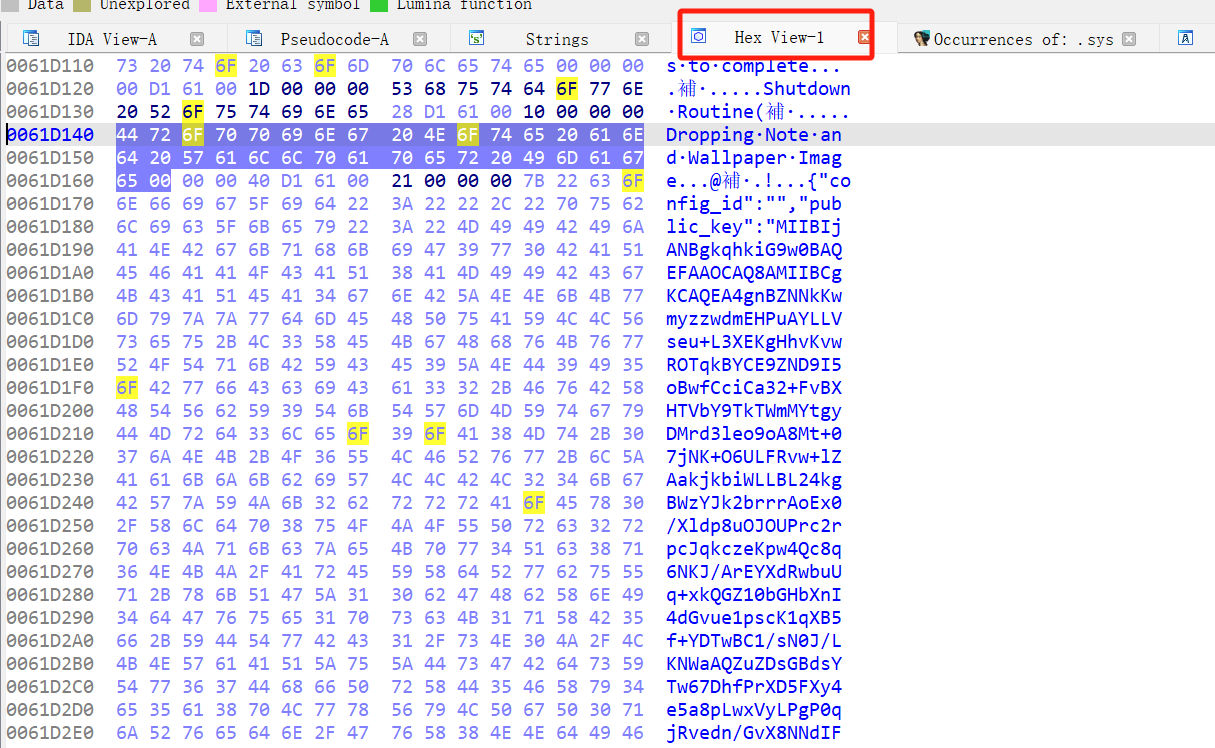 Data Unexplored External symbol Lumina function
IDA View-A Pseudocode-A Strings Hex View-1 Occurrences of: .sys
0061D110 73 20 74 6F 20 63 6F 6D 70 6C 65 74 65 00 00 00 s·to·complete...
0061D120 00 D1 61 00 1D 00 00 00 53 68 75 74 64 6F 77 6E .補·.....Shutdown
0061D130 20 52 6F 75 74 69 6E 65 28 D1 61 00 10 00 00 00 ·Routine(補·.....
0061D140 44 72 6F 70 70 69 6E 67 20 4E 6F 74 65 20 61 6E Dropping·Note·an
0061D150 64 20 57 61 6C 6C 70 61 70 65 72 20 49 6D 61 67 d·Wallpaper·Imag
0061D160 65 00 00 00 40 D1 61 00 21 00 00 00 7B 22 63 6F e...@補·.!...{"co
0061D170 6E 66 69 67 5F 69 64 22 3A 22 22 2C 22 70 75 62 nfig_id":"","pub
0061D180 6C 69 63 5F 6B 65 79 22 3A 22 4D 49 49 42 49 6A lic_key":"MIIBIj
0061D190 41 4E 42 67 6B 71 68 6B 69 47 39 77 30 42 41 51 ANBgkqhkiG9w0BAQ
0061D1A0 45 46 41 41 4F 43 41 51 38 41 4D 49 49 42 43 67 EFAAOCAQ8AMIIBCg
0061D1B0 4B 43 41 51 45 41 34 67 6E 42 5A 4E 4E 6B 4B 77 KCAQEA4gnBZNNkKw
0061D1C0 6D 79 7A 7A 77 64 6D 45 48 50 75 41 59 4C 4C 56 myzzwdmEHPuAYLLV
0061D1D0 73 65 75 2B 4C 33 58 45 4B 67 48 68 76 4B 76 77 seu+L3XEKgHhvKvw
0061D1E0 52 4F 54 71 6B 42 59 43 45 39 5A 4E 44 39 49 35 ROTqkBYCE9ZND9I5
0061D1F0 6F 42 77 66 43 63 69 43 61 33 32 2B 46 76 42 58 oBwfCciCa32+FvBX
0061D200 48 54 56 62 59 39 54 6B 54 57 6D 4D 59 74 67 79 HTVbY9TkTWmMYtgy
0061D210 44 4D 72 64 33 6C 65 6F 39 6F 41 38 4D 74 2B 30 DMrd3leo9oA8Mt+0
0061D220 37 6A 4E 4B 2B 4F 36 55 4C 46 52 76 77 2B 6C 5A 7jNK+O6ULFRvw+lZ
0061D230 41 61 6B 6A 6B 62 69 57 4C 4C 42 4C 32 34 6B 67 AakjkbiWLLBL24kg
0061D240 42 57 7A 59 4A 6B 32 62 72 72 72 41 6F 45 78 30 BWzYJk2brrrAoEx0
0061D250 2F 58 6C 64 70 38 75 4F 4A 4F 55 50 72 63 32 72 /Xldp8uOJOUPrc2r
0061D260 70 63 4A 71 6B 63 7A 65 4B 70 77 34 51 63 38 71 pcJqkczeKpw4Qc8q
0061D270 36 4E 4B 4A 2F 41 72 45 59 58 64 52 77 62 75 55 6NKJ/ArEYXdRwbuU
0061D280 71 2B 78 6B 51 47 5A 31 30 62 47 48 62 58 6E 49 q+xkQGZ10bGHbXnI
0061D290 34 64 47 76 75 65 31 70 73 63 4B 31 71 58 42 35 4dGvue1pscK1qXB5
0061D2A0 66 2B 59 44 54 77 42 43 31 2F 73 4E 30 4A 2F 4C f+YDTwBC1/sN0J/L
0061D2B0 4B 4E 57 61 41 51 5A 75 5A 44 73 47 42 64 73 59 KNWaAQZuZDsGBdsY
0061D2C0 54 77 36 37 44 68 66 50 72 58 44 35 46 58 79 34 Tw67DhfPrXD5FXy4
0061D2D0 65 35 61 38 70 4C 77 78 56 79 4C 50 67 50 30 71 e5a8pLwxVyLPgP0q
0061D2E0 6A 52 76 65 64 6E 2F 47 76 58 38 4E 4E 64 49 46 jRvedn/GvX8NNdIF